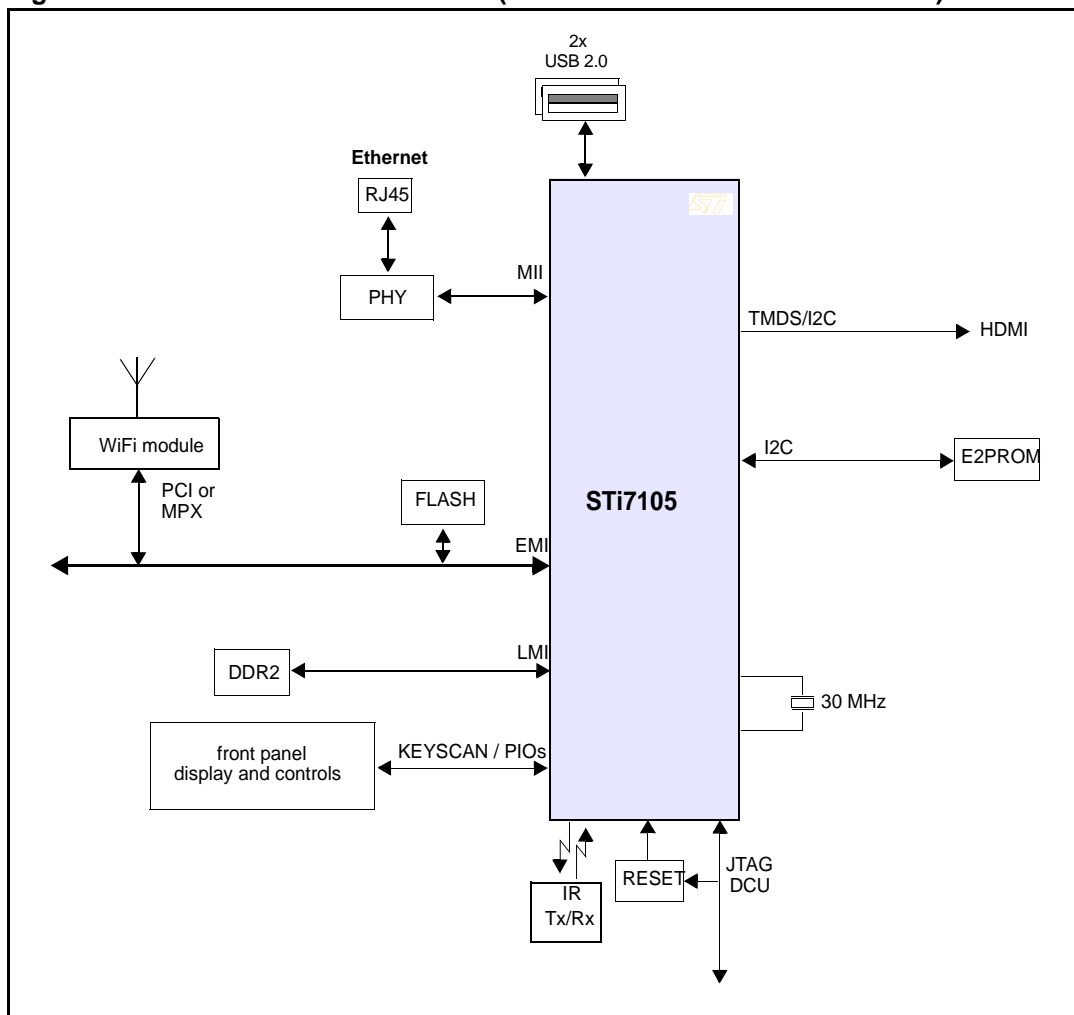 2x
USB 2.0
Ethernet
RJ45
STi
MII
PHY
TMDS/I2C
HDMI
WiFi module
I2C
E2PROM
PCI or
MPX
FLASH
STi7105
EMI
LMI
DDR2
30 MHz
front panel
display and controls
KEYSCAN / PIOs
RESET
JTAG
DCU
IR
Tx/Rx